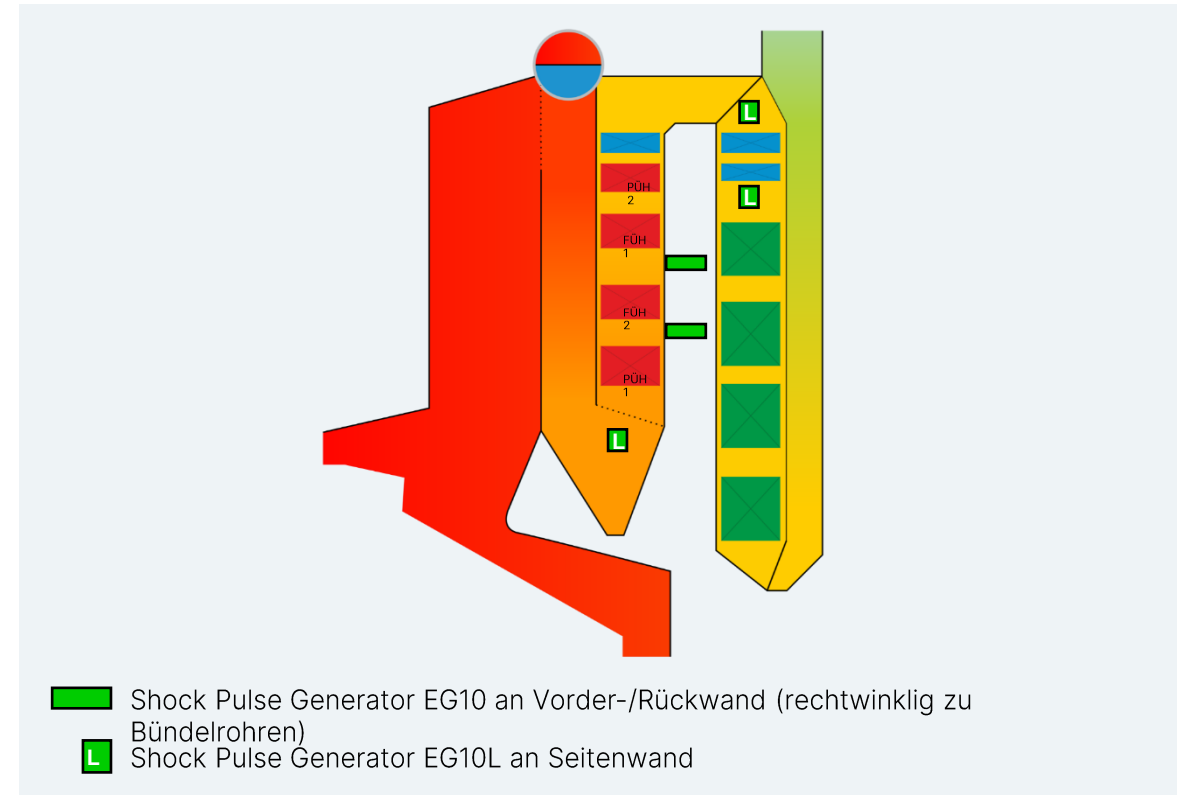 L
L
PÜH
2
FÜH
1
FÜH
2
PÜH
1
L
Shock Pulse Generator EG10 an Vorder-/Rückwand (rechtwinklig zu
Bündelrohren)
L
Shock Pulse Generator EG10L an Seitenwand